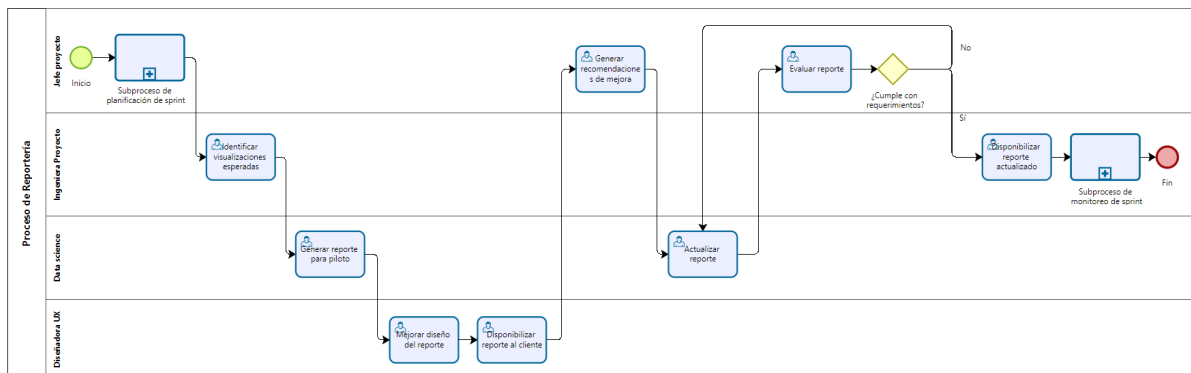 Proceso de Reportería
Jefe proyecto
Inicio
Subproceso de
planificación de sprint
Generar
recomendacione
s de mejora
Evaluar reporte
¿Cumple con
requerimientos?
No
Sí
Ingeniera Proyecto
Identificar
visualizaciones
esperadas
Disponibilizar
reporte
actualizado
Subproceso de
monitoreo de sprint
Fin
Data science
Generar reporte
para piloto
Actualizar
reporte
Diseñadora UX
Mejorar diseño
del reporte
Disponibilizar
reporte al cliente